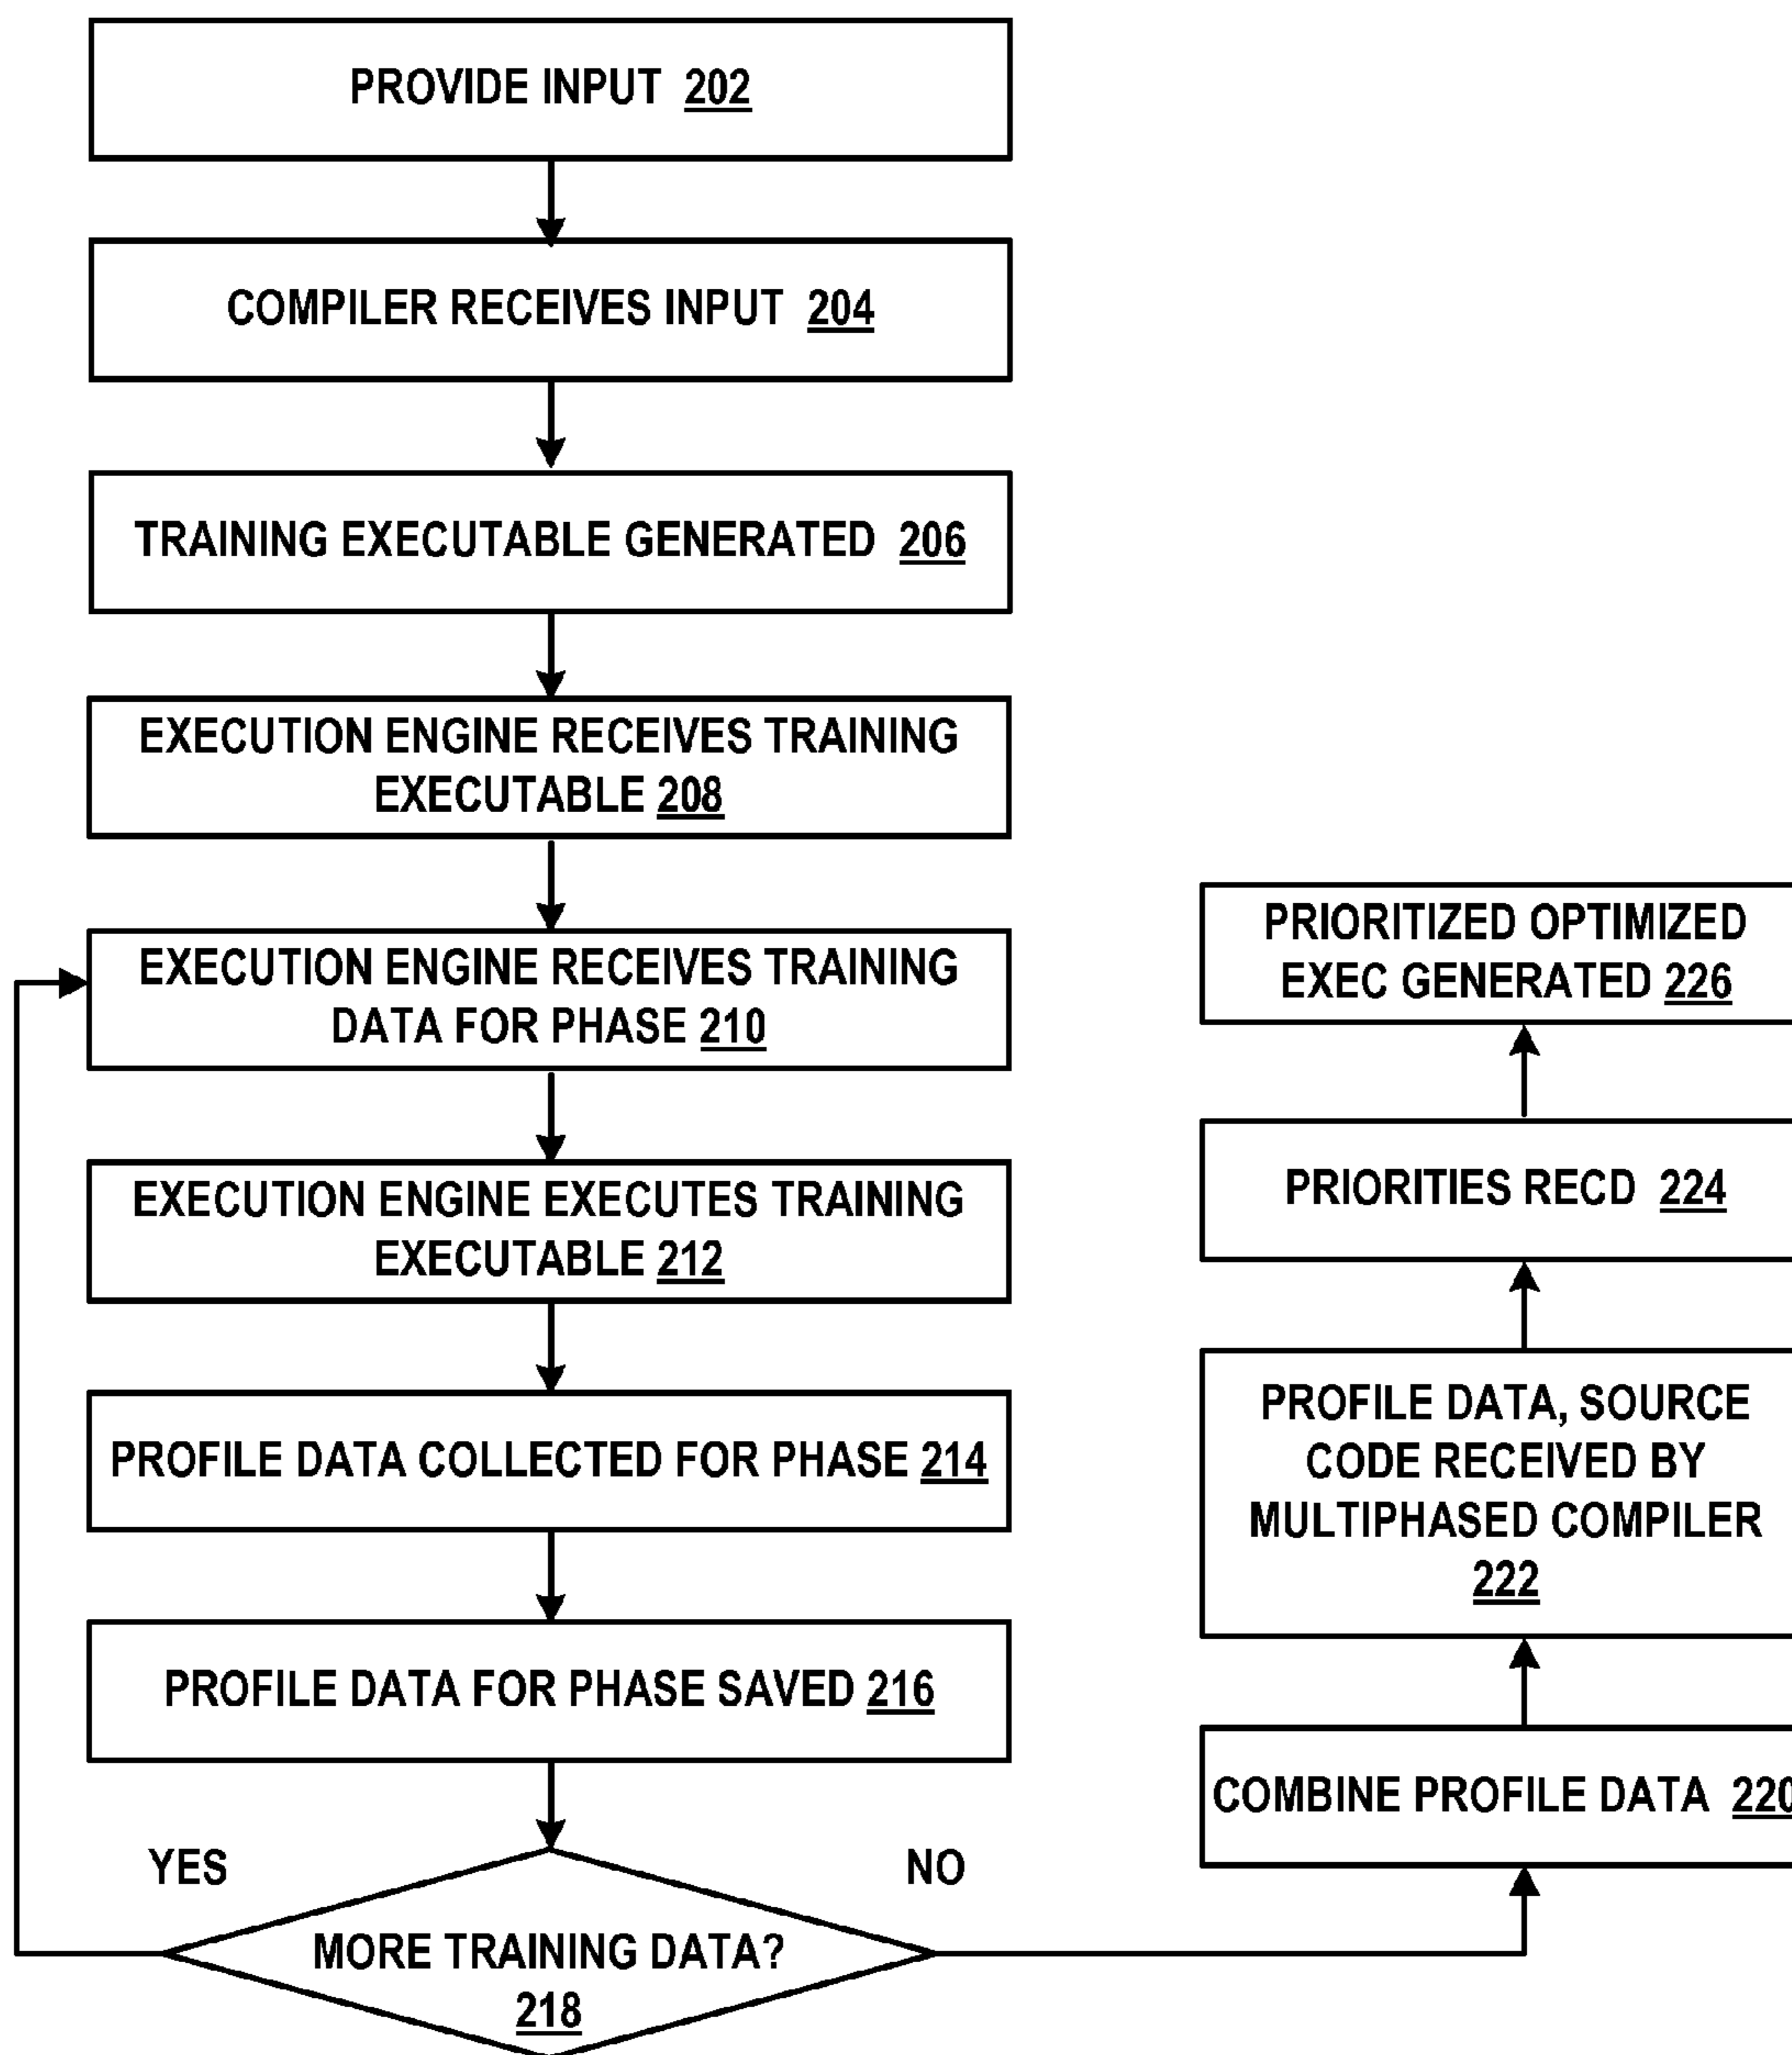 PROVIDE INPUT 202
COMPILER RECEIVES INPUT 204
TRAINING EXECUTABLE GENERATED 206
EXECUTION ENGINE RECEIVES TRAINING
EXECUTABLE 208
EXECUTION ENGINE RECEIVES TRAINING
DATA FOR PHASE 210
EXECUTION ENGINE EXECUTES TRAINING
EXECUTABLE 212
PROFILE DATA COLLECTED FOR PHASE 214
PROFILE DATA FOR PHASE SAVED 216
YES
NO
MORE TRAINING DATA?
218
COMBINE PROFILE DATA 220
PROFILE DATA, SOURCE
CODE RECEIVED BY
MULTIPHASED COMPILER
222
PRIORITIES RECD 224
PRIORITIZED OPTIMIZED
EXEC GENERATED 226